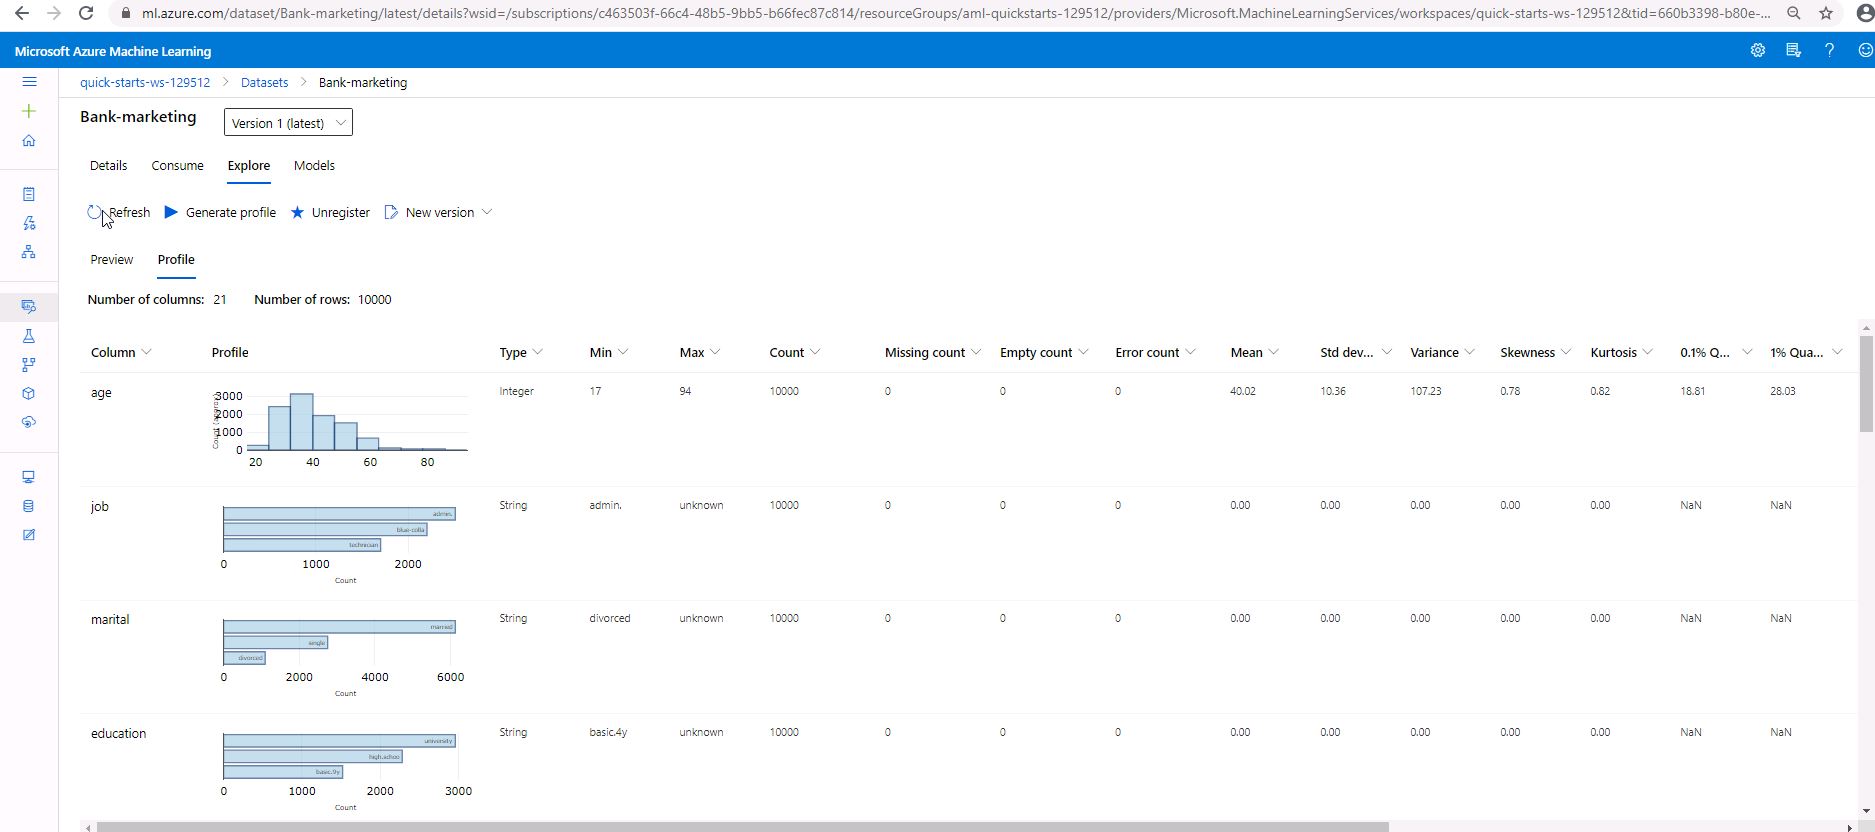 ml.azure.com/dataset/Bank-marketing/latest/details?wsid=/subscriptions/c463503f-66c4-48b5-9bb5-b66fec87c814/resourceGroups/aml-quickstarts-129512/providers/Microsoft.MachineLearningServices/workspaces/quick-starts-ws-129512&tid=660b3398-b80e-...
Microsoft Azure Machine Learning
quick-starts-ws-129512 > Datasets > Bank-marketing
Bank-marketing Version 1 (latest)
Details Consume Explore Models
Refresh Generate profile Unregister New version
Preview Profile
Number of columns: 21 Number of rows: 10000
Column Profile Type Min Max Count Missing count Empty count Error count Mean Std dev... Variance Skewness Kurtosis 0.1% Q... 1% Qua...
age Integer 17 94 10000 0 0 0 40.02 10.36 107.23 0.78 0.82 18.81 28.03
3000
2000
1000
0
20 40 60 80
job String admin. unknown 10000 0 0 0 0.00 0.00 0.00 0.00 0.00 NaN NaN
admin.
blue-colla
technician
0 1000 2000
Count
marital String divorced unknown 10000 0 0 0 0.00 0.00 0.00 0.00 0.00 NaN NaN
married
single
divorced
0 2000 4000 6000
Count
education String basic.4y unknown 10000 0 0 0 0.00 0.00 0.00 0.00 0.00 NaN NaN
university
high.schoo
basic.9y
0 1000 2000 3000
Count